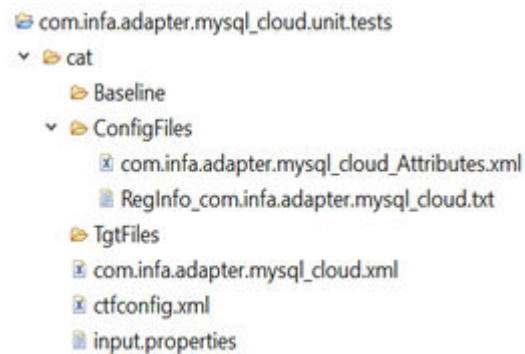 com.infa.adapter.mysql_cloud.unit.tests
cat
Baseline
ConfigFiles
com.infa.adapter.mysql_cloud_Attributes.xml
RegInfo_com.infa.adapter.mysql_cloud.txt
TgtFiles
com.infa.adapter.mysql_cloud.xml
ctfconfig.xml
input.properties